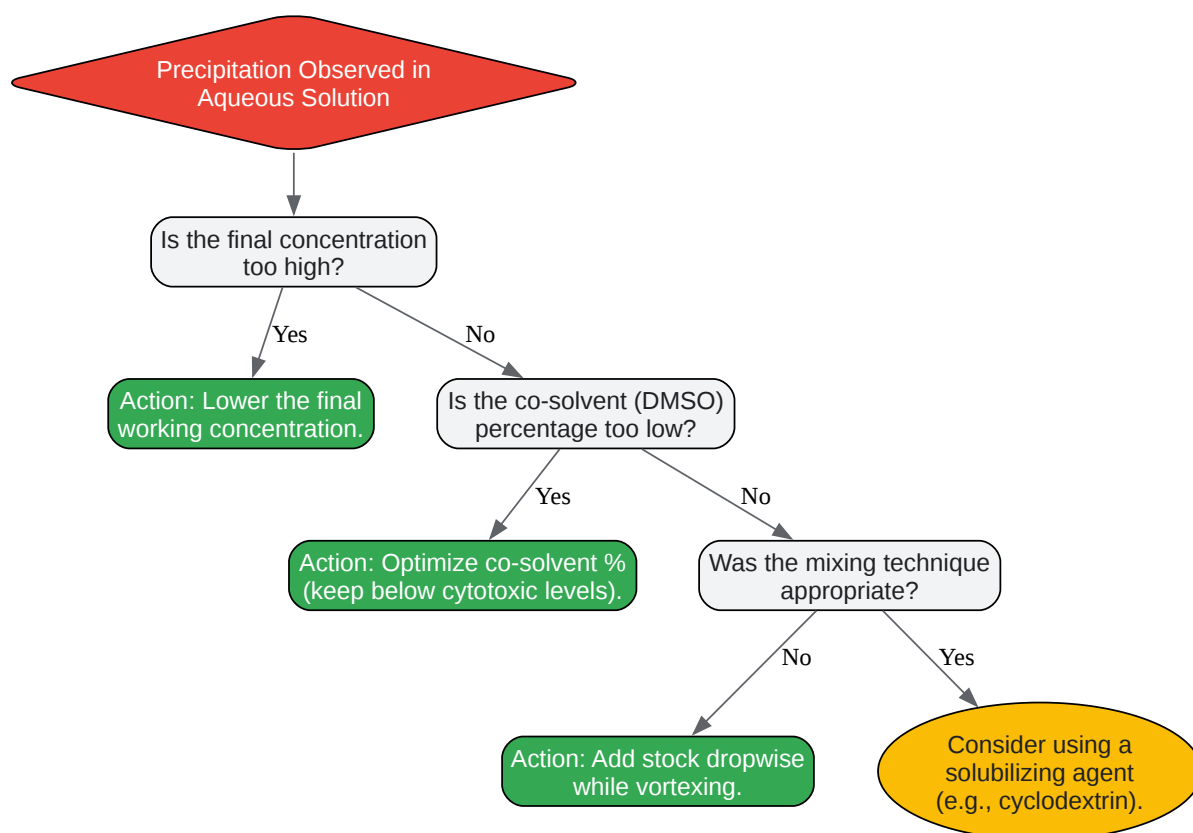 Precipitation Observed in
Aqueous Solution
Is the final concentration
too high?
Yes
No
Action: Lower the final
working concentration.
Is the co-solvent (DMSO)
percentage too low?
Yes
No
Action: Optimize co-solvent %
(keep below cytotoxic levels).
Was the mixing technique
appropriate?
No
Yes
Action: Add stock dropwise
while vortexing.
Consider using a
solubilizing agent
(e.g., cyclodextrin).